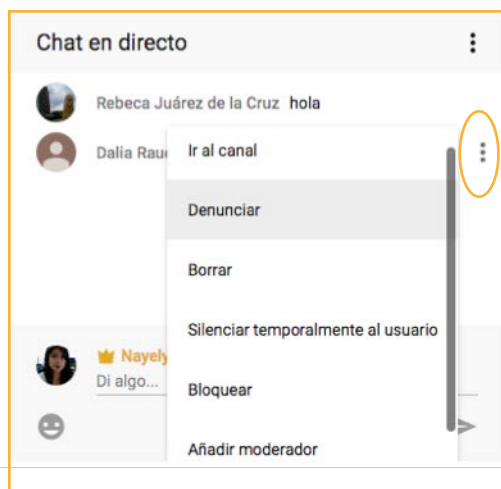 Chat en directo
Rebeca Juárez de la Cruz hola
Dalia
Ir al canal
Denunciar
Borrar
Silenciar temporalmente al usuario
Nayely
Di algo...
Bloquear
Añadir moderador